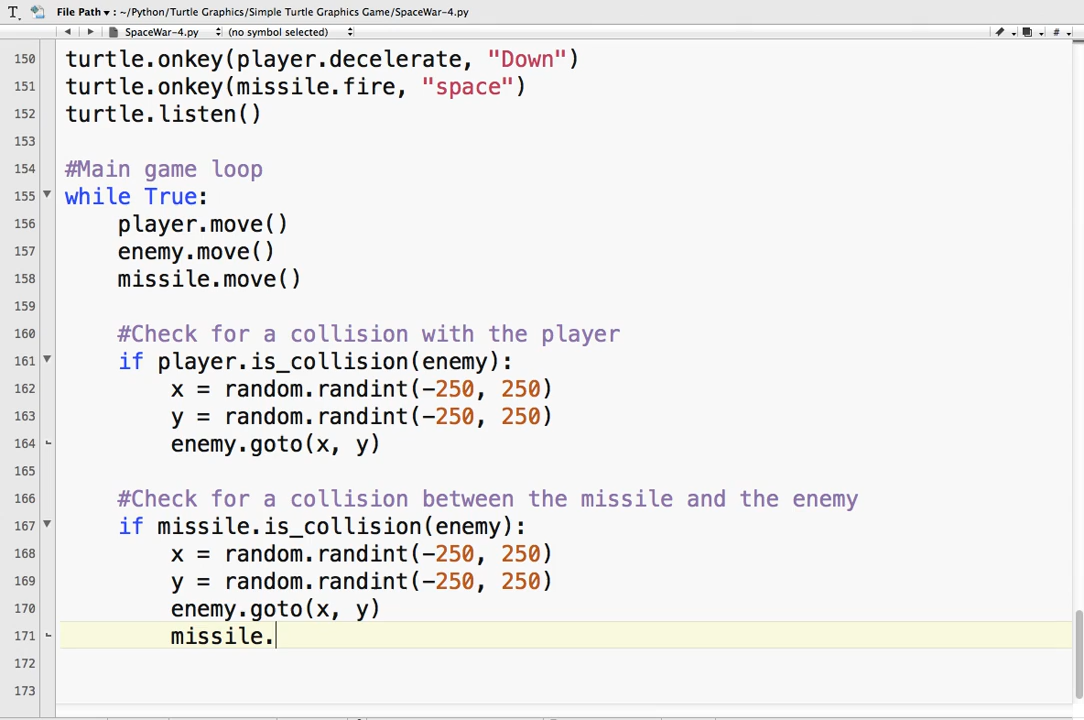 File Path ▾ : ~/Python/Turtle Graphics/Simple Turtle Graphics Game/SpaceWar-4.py
SpaceWar-4.py (no symbol selected)
150 turtle.onkey(player.decelerate, "Down")
151 turtle.onkey(missile.fire, "space")
152 turtle.listen()
153
154 #Main game loop
155 while True:
156     player.move()
157     enemy.move()
158     missile.move()
159
160     #Check for a collision with the player
161     if player.is_collision(enemy):
162         x = random.randint(-250, 250)
163         y = random.randint(-250, 250)
164         enemy.goto(x, y)
165
166     #Check for a collision between the missile and the enemy
167     if missile.is_collision(enemy):
168         x = random.randint(-250, 250)
169         y = random.randint(-250, 250)
170         enemy.goto(x, y)
171         missile.
172
173